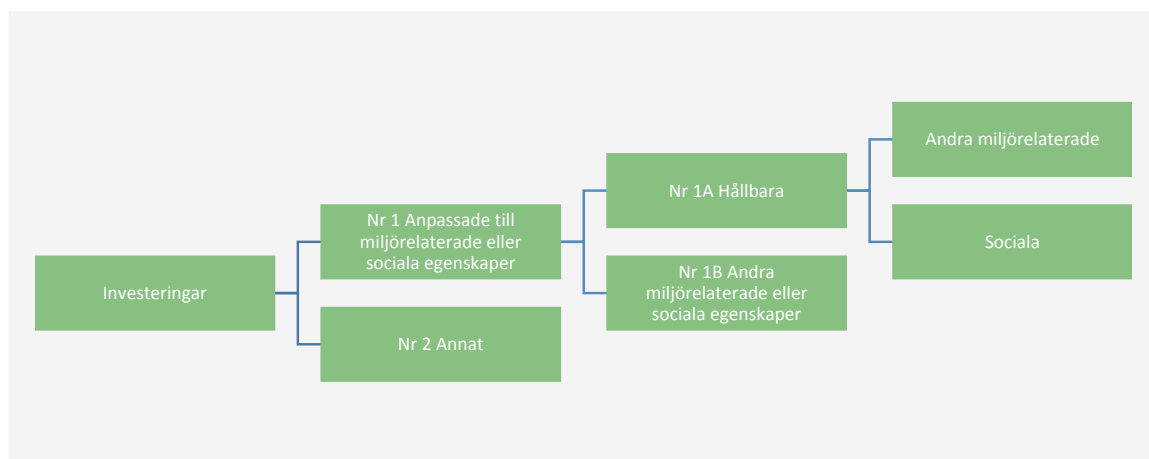 Investeringar
Nr 1 Anpassade till
miljörelaterade eller
sociala egenskaper
Nr 2 Annat
Nr 1A Hållbara
Nr 1B Andra
miljörelaterade eller
sociala egenskaper
Andra miljörelaterade
Sociala